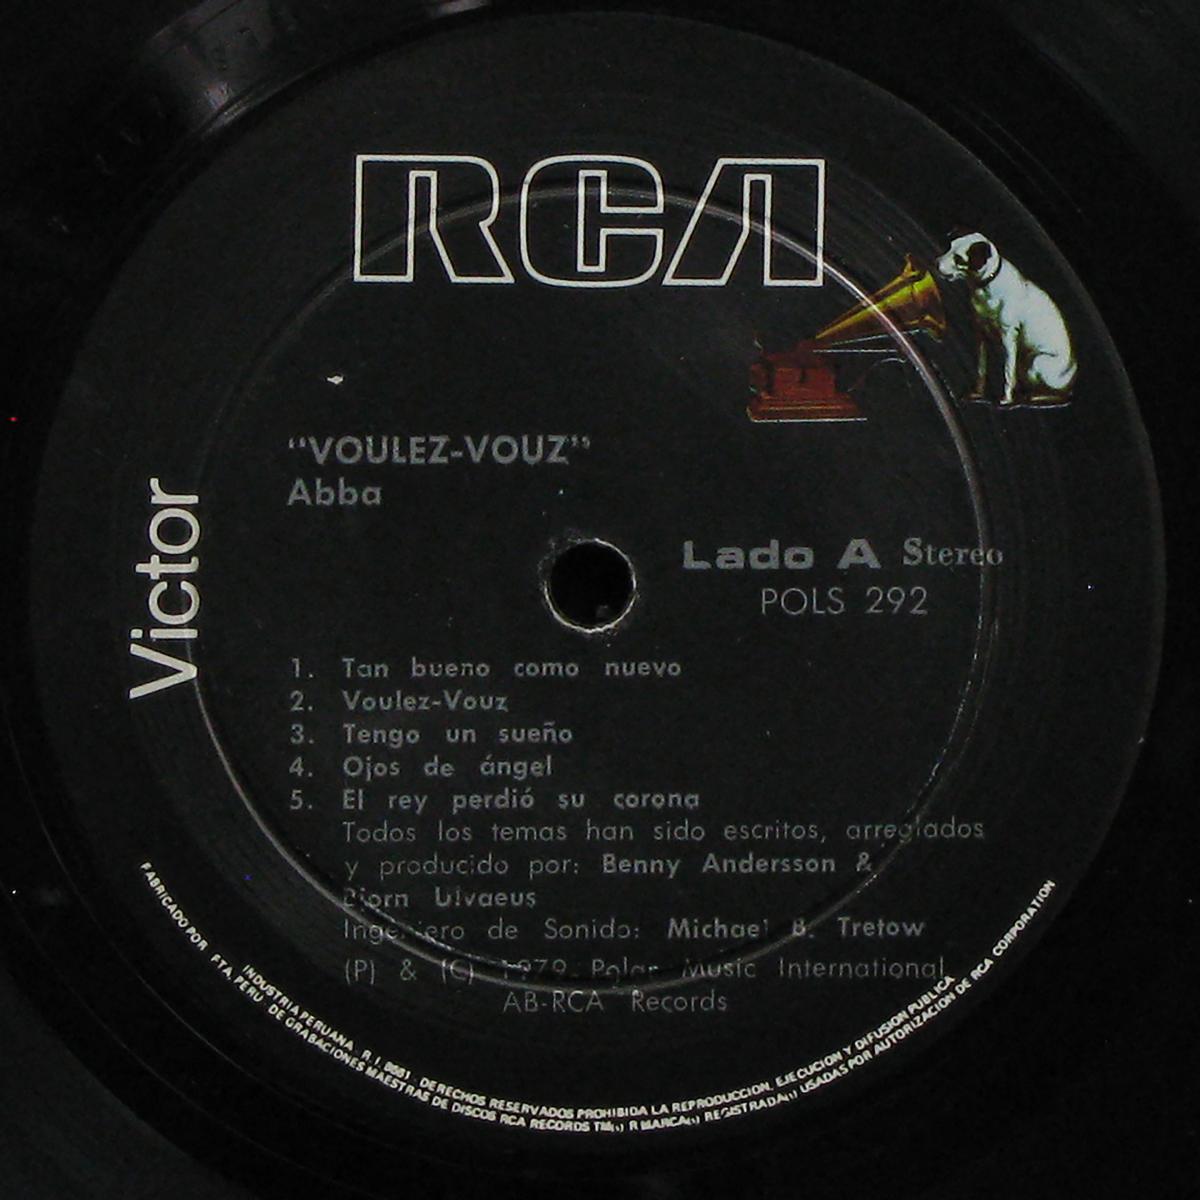 RCA
Victor
"VOULEZ-VOUZ"
Abba
Lado A Stereo
POLS 292
1. Tan bueno como nuevo
2. Voulez-Vouz
3. Tengo un sueño
4. Ojos de ángel
5. El rey perdió su corona
Todos los temas han sido escritos, arreglados
y producido por: Benny Andersson &
Bjorn Ulvaeus
Ingeniero de Sonido: Michael B. Tretow
(P) & (C) 1979 Polar Music International
AB-RCA Records
FABRICADO POR F.T.A. PERU DE GRABACIONES MAESTRAS DE DISCOS RCA RECORDS TM(s) R MARCA(s) REGISTRADA(s) USADAS POR AUTORIZACION DE RCA CORPORATION
INDUSTRIA PERUANA R.I. 8681 . DERECHOS RESERVADOS PROHIBIDA LA REPRODUCCION, EJECUCION Y DIFUSION PUBLICA